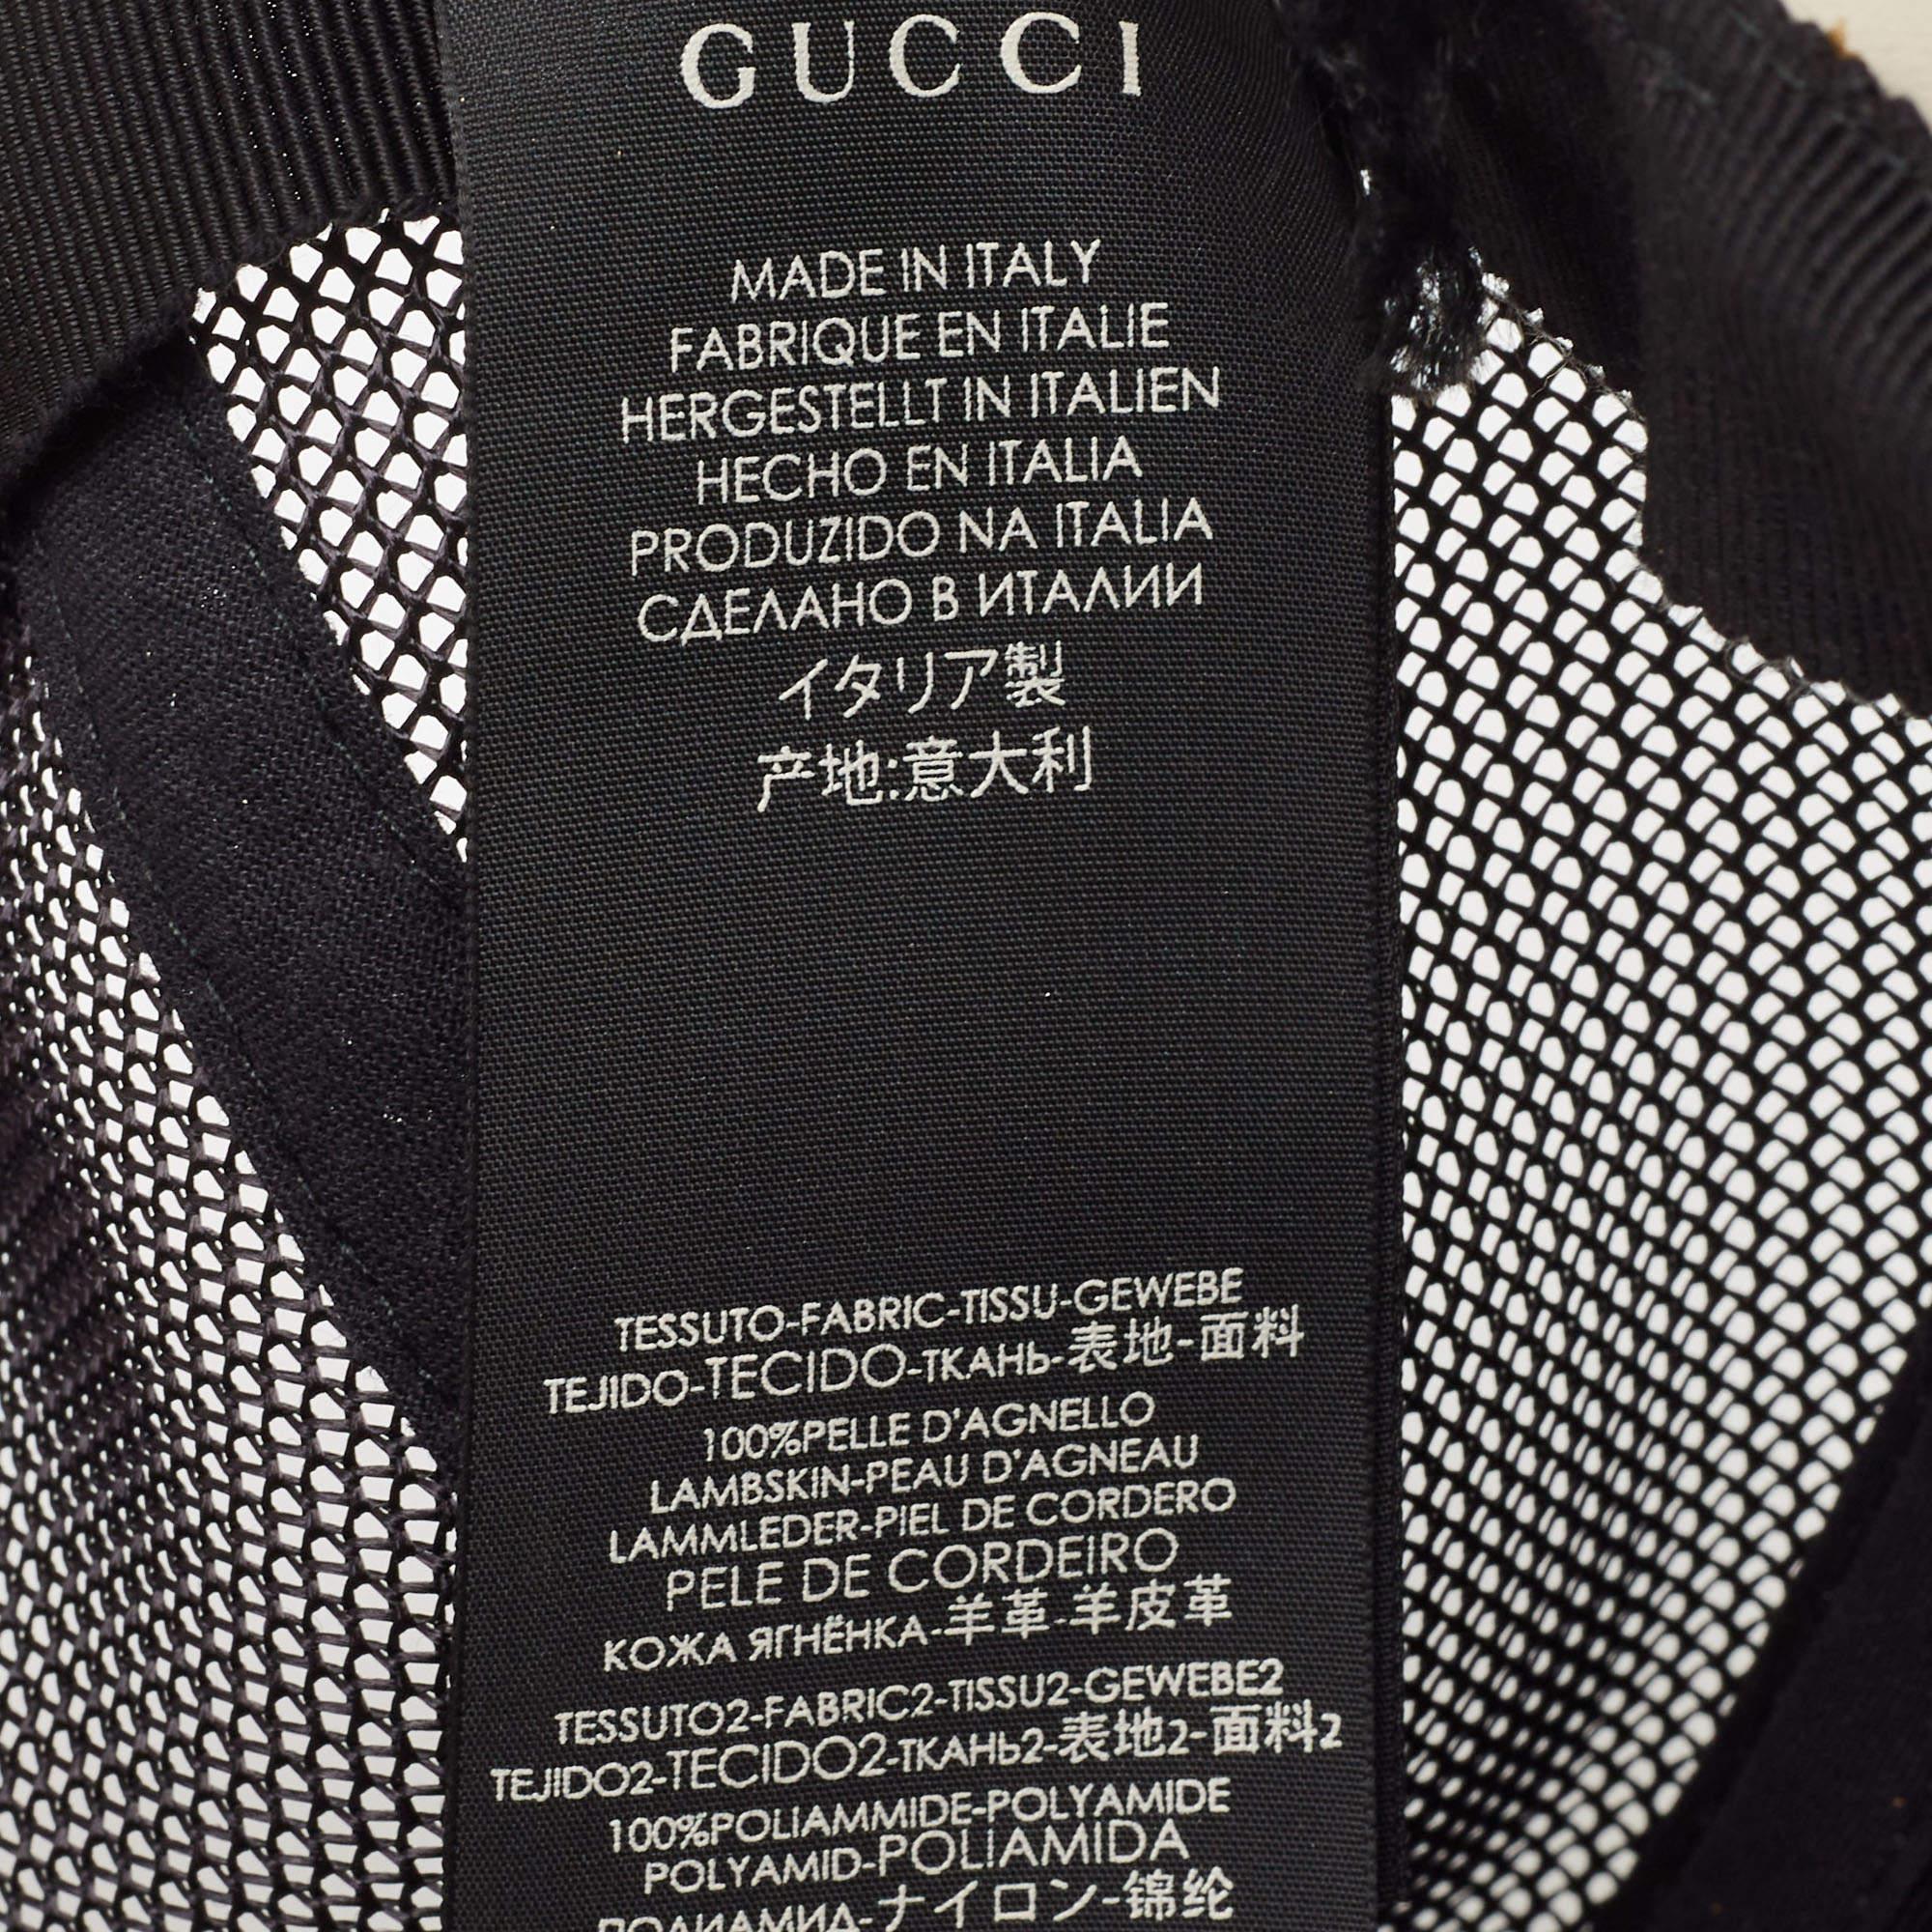 GUCCI
MADE IN ITALY
FABRIQUE EN ITALIE
HERGESTELLT IN ITALIEN
HECHO EN ITALIA
PRODUZIDO NA ITALIA
СДЕЛАНО В ИТАЛИИ
イタリア製
产地:意大利
TESSUTO-FABRIC-TISSU-GEWEBE
TEJIDO-TECIDO-ТКАНЬ-表地-面料
100%PELLE D'AGNELLO
LAMBSKIN-PEAU D'AGNEAU
LAMMLEDER-PIEL DE CORDERO
PELE DE CORDEIRO
КОЖА ЯГНЁНКА-羊革-羊皮革
TESSUTO2-FABRIC2-TISSU2-GEWEBE2
TEJIDO2-TECIDO2-ТКАНЬ2-表地2-面料2
100%POLIAMMIDE-POLYAMIDE
POLYAMID-POLIAMIDA
ПОЛИАМИД-ナイロン-锦纶